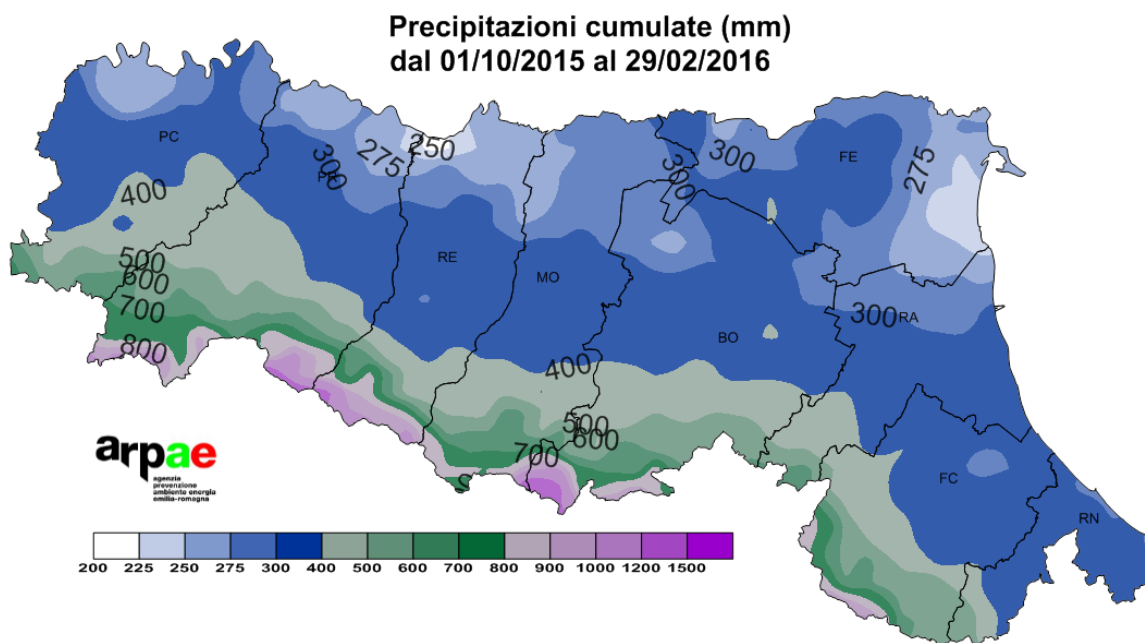 Precipitazioni cumulate (mm)
dal 01/10/2015 al 29/02/2016
PC
250
275
300
PR
300
300
FE
275
400
500
600
700
800
RE
MO
BO
300
RA
400
500
600
700
FC
RN
arpae
agenzia
prevenzione
ambiente energia
emilia-romagna
200 225 250 275 300 400 500 600 700 800 900 1000 1200 1500